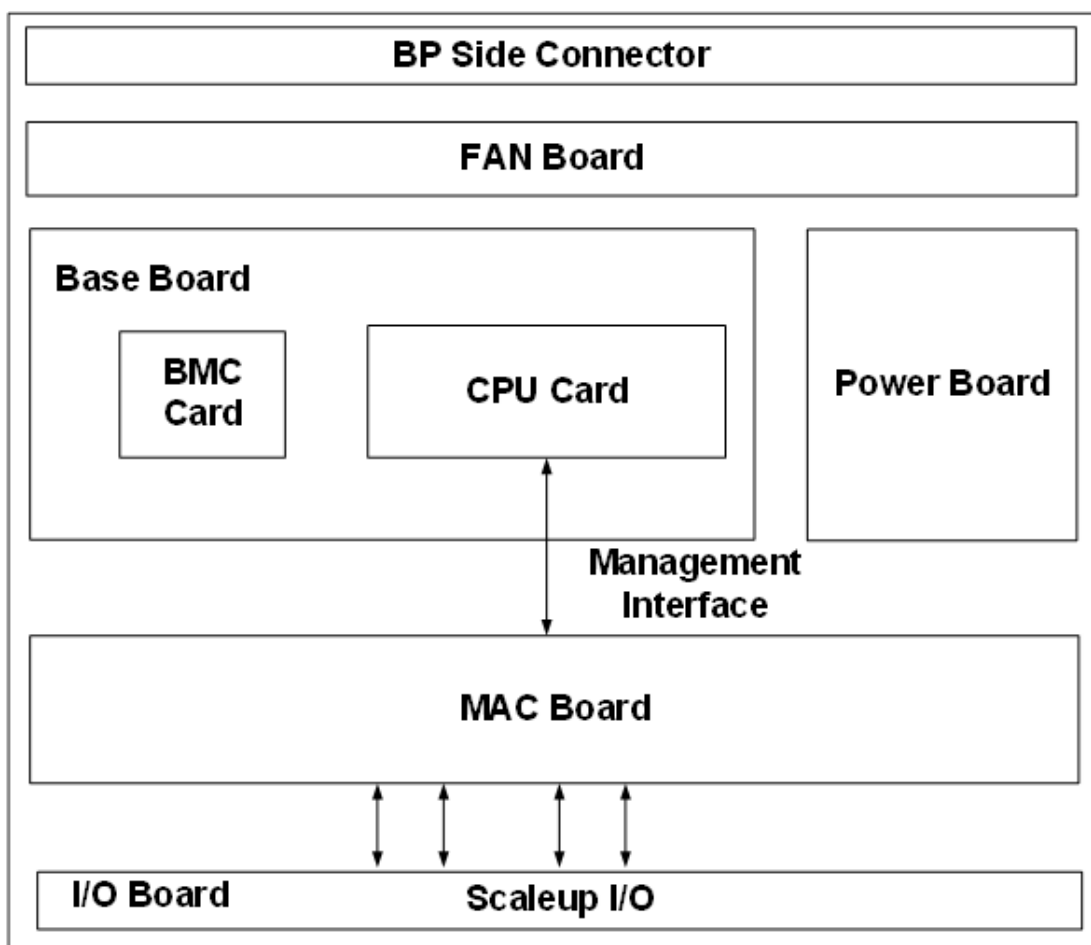 BP Side Connector
FAN Board
Base Board
BMC
Card
CPU Card
Power Board
Management
Interface
MAC Board
I/O Board
Scaleup I/O